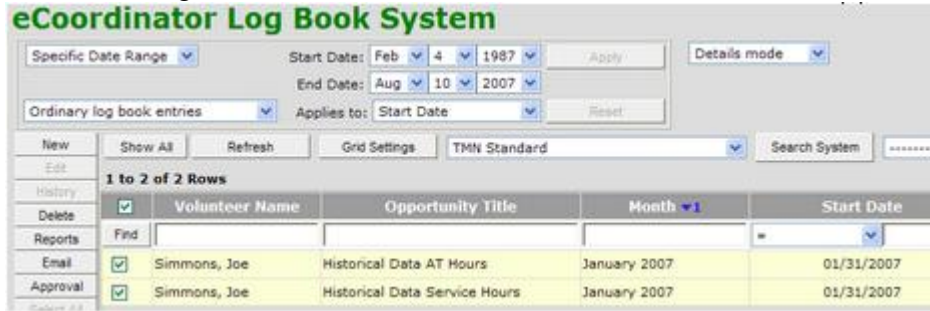 eCoordinator Log Book System
Specific Date Range Start Date: Feb 4 1987 Apply Details mode
End Date: Aug 10 2007
Ordinary log book entries Applies to: Start Date Reset
New Show All Refresh Grid Settings TMN Standard Search System -------
Edit
1 to 2 of 2 Rows
History
Delete Volunteer Name Opportunity Title Month 1 Start Date
Reports Find =
Email Simmons, Joe Historical Data AT Hours January 2007 01/31/2007
Approval Simmons, Joe Historical Data Service Hours January 2007 01/31/2007
Select All